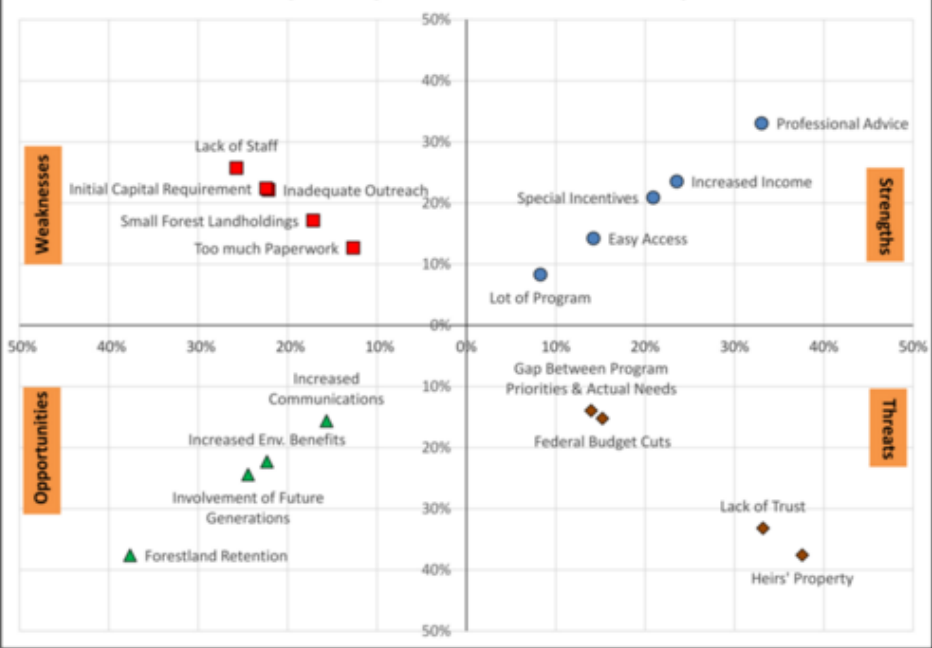 50%
40%
Professional Advice
30%
Lack of Staff
Initial Capital Requirement
Inadequate Outreach
Increased Income
Special Incentives
20%
Small Forest Landholdings
Easy Access
Too much Paperwork
10%
Lot of Program
Weaknesses
Strengths
0%
50% 40% 30% 20% 10% 0% 10% 20% 30% 40% 50%
Increased
Communications
Gap Between Program
Priorities & Actual Needs
10%
Increased Env. Benefits
Federal Budget Cuts
20%
Involvement of Future
Generations
30%
Lack of Trust
Forestland Retention
40%
Heirs' Property
50%
Opportunities
Threats